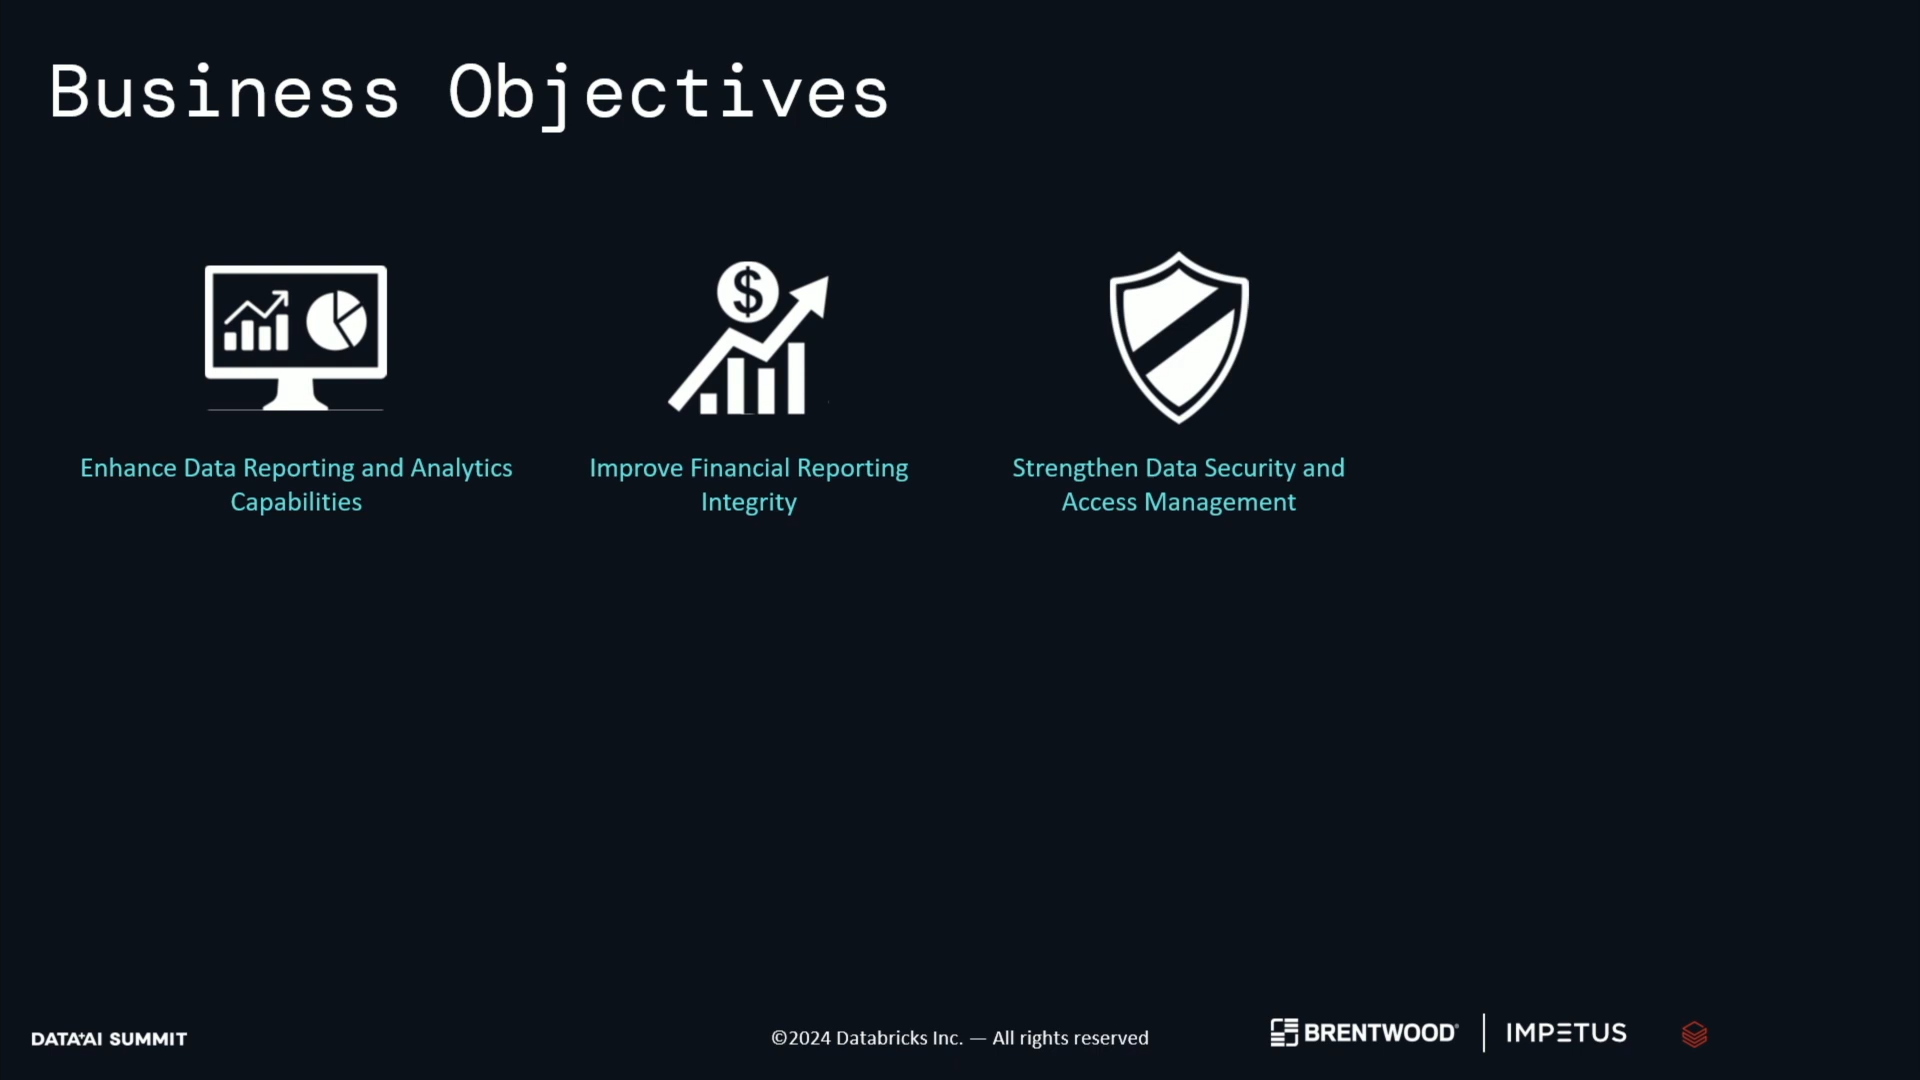 Business Objectives
$
Enhance Data Reporting and Analytics
Capabilities
Improve Financial Reporting
Integrity
Strengthen Data Security and
Access Management
DATA+AI SUMMIT
©2024 Databricks Inc. — All rights reserved
BRENTWOOD®
IMPETUS